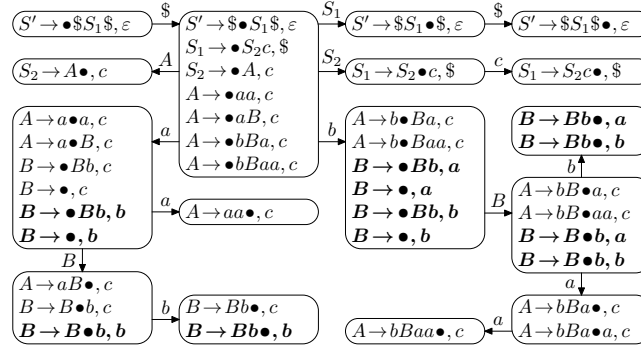 S′ → ●$S₁$, ε
$
S′ → $●S₁$, ε
S₁ → ●S₂c, $
S₂ → ●A, c
A → ●aa, c
A → ●aB, c
A → ●bBa, c
A → ●bBaa, c
S₁
S′ → $S₁●$, ε
$
S′ → $S₁$●, ε
A
S₂ → A●, c
S₂
S₁ → S₂●c, $
c
S₁ → S₂c●, $
a
A → a●a, c
A → a●B, c
B → ●Bb, c
B → ●, c
B → ●Bb, b
B → ●, b
a
A → aa●, c
b
A → b●Ba, c
A → b●Baa, c
B → ●Bb, a
B → ●, a
B → ●Bb, b
B → ●, b
B
A → bB●a, c
A → bB●aa, c
B → B●b, a
B → B●b, b
b
B → Bb●, a
B → Bb●, b
B
A → aB●, c
B → B●b, c
B → B●b, b
b
B → Bb●, c
B → Bb●, b
a
A → bBa●, c
A → bBa●a, c
a
A → bBaa●, c